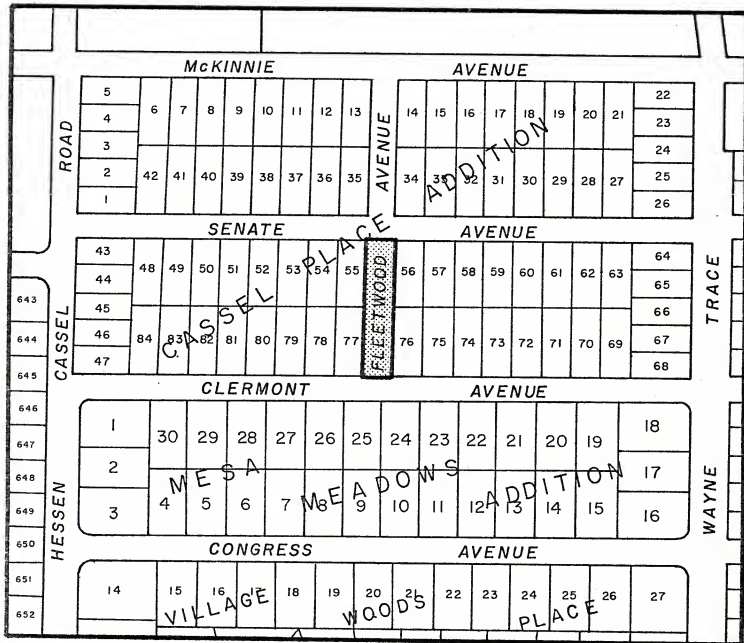 McKINNIE AVENUE
5 6 7 8 9 10 11 12 13 14 15 16 17 18 19 20 21 22
4 23
3 24
2 42 41 40 39 38 37 36 35 34 33 32 31 30 29 28 27 25
1 26
ROAD
AVENUE
SENATE AVENUE
CASSEL PLACE ADDITION
43 48 49 50 51 52 53 54 55 56 57 58 59 60 61 62 63 64
44 65
45 66
46 84 83 82 81 80 79 78 77 76 75 74 73 72 71 70 69 67
47 68
FLEETWOOD
TRACE
643
644
645
646
647
648
649
650
651
652
CASSEL
CLERMONT AVENUE
1 30 29 28 27 26 25 24 23 22 21 20 19 18
2 17
3 4 5 6 7 8 9 10 11 12 13 14 15 16
MESA MEADOWS ADDITION
HESSEN
WAYNE
CONGRESS AVENUE
14 15 16 17 18 19 20 21 22 23 24 25 26 27
VILLAGE WOODS PLACE